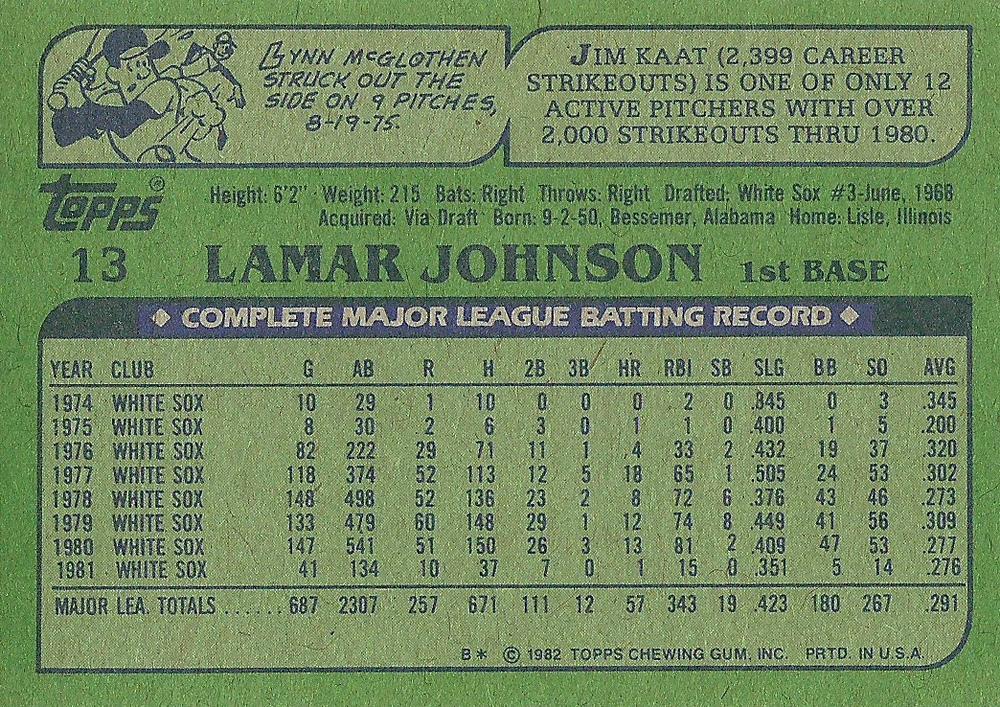 LYNN McGLOTHEN
STRUCK OUT THE
SIDE ON 9 PITCHES,
8-19-75.
JIM KAAT (2,399 CAREER
STRIKEOUTS) IS ONE OF ONLY 12
ACTIVE PITCHERS WITH OVER
2,000 STRIKEOUTS THRU 1980.
TOPPS®
Height: 6'2" Weight: 215 Bats: Right Throws: Right Drafted: White Sox #3-June, 1968
Acquired: Via Draft Born: 9-2-50, Bessemer, Alabama Home: Lisle, Illinois
13 LAMAR JOHNSON 1st BASE
◆ COMPLETE MAJOR LEAGUE BATTING RECORD ◆
YEAR CLUB G AB R H 2B 3B HR RBI SB SLG BB SO AVG
1974 WHITE SOX 10 29 1 10 0 0 0 2 0 .345 0 3 .345
1975 WHITE SOX 8 30 2 6 3 0 1 1 0 .400 1 5 .200
1976 WHITE SOX 82 222 29 71 11 1 4 33 2 .432 19 37 .320
1977 WHITE SOX 118 374 52 113 12 5 18 65 1 .505 24 53 .302
1978 WHITE SOX 148 498 52 136 23 2 8 72 6 .376 43 46 .273
1979 WHITE SOX 133 479 60 148 29 1 12 74 8 .449 41 56 .309
1980 WHITE SOX 147 541 51 150 26 3 13 81 2 .409 47 53 .277
1981 WHITE SOX 41 134 10 37 7 0 1 15 0 .351 5 14 .276
MAJOR LEA. TOTALS ...... 687 2307 257 671 111 12 57 343 19 .423 180 267 .291
B* © 1982 TOPPS CHEWING GUM, INC. PRTD. IN U.S.A.